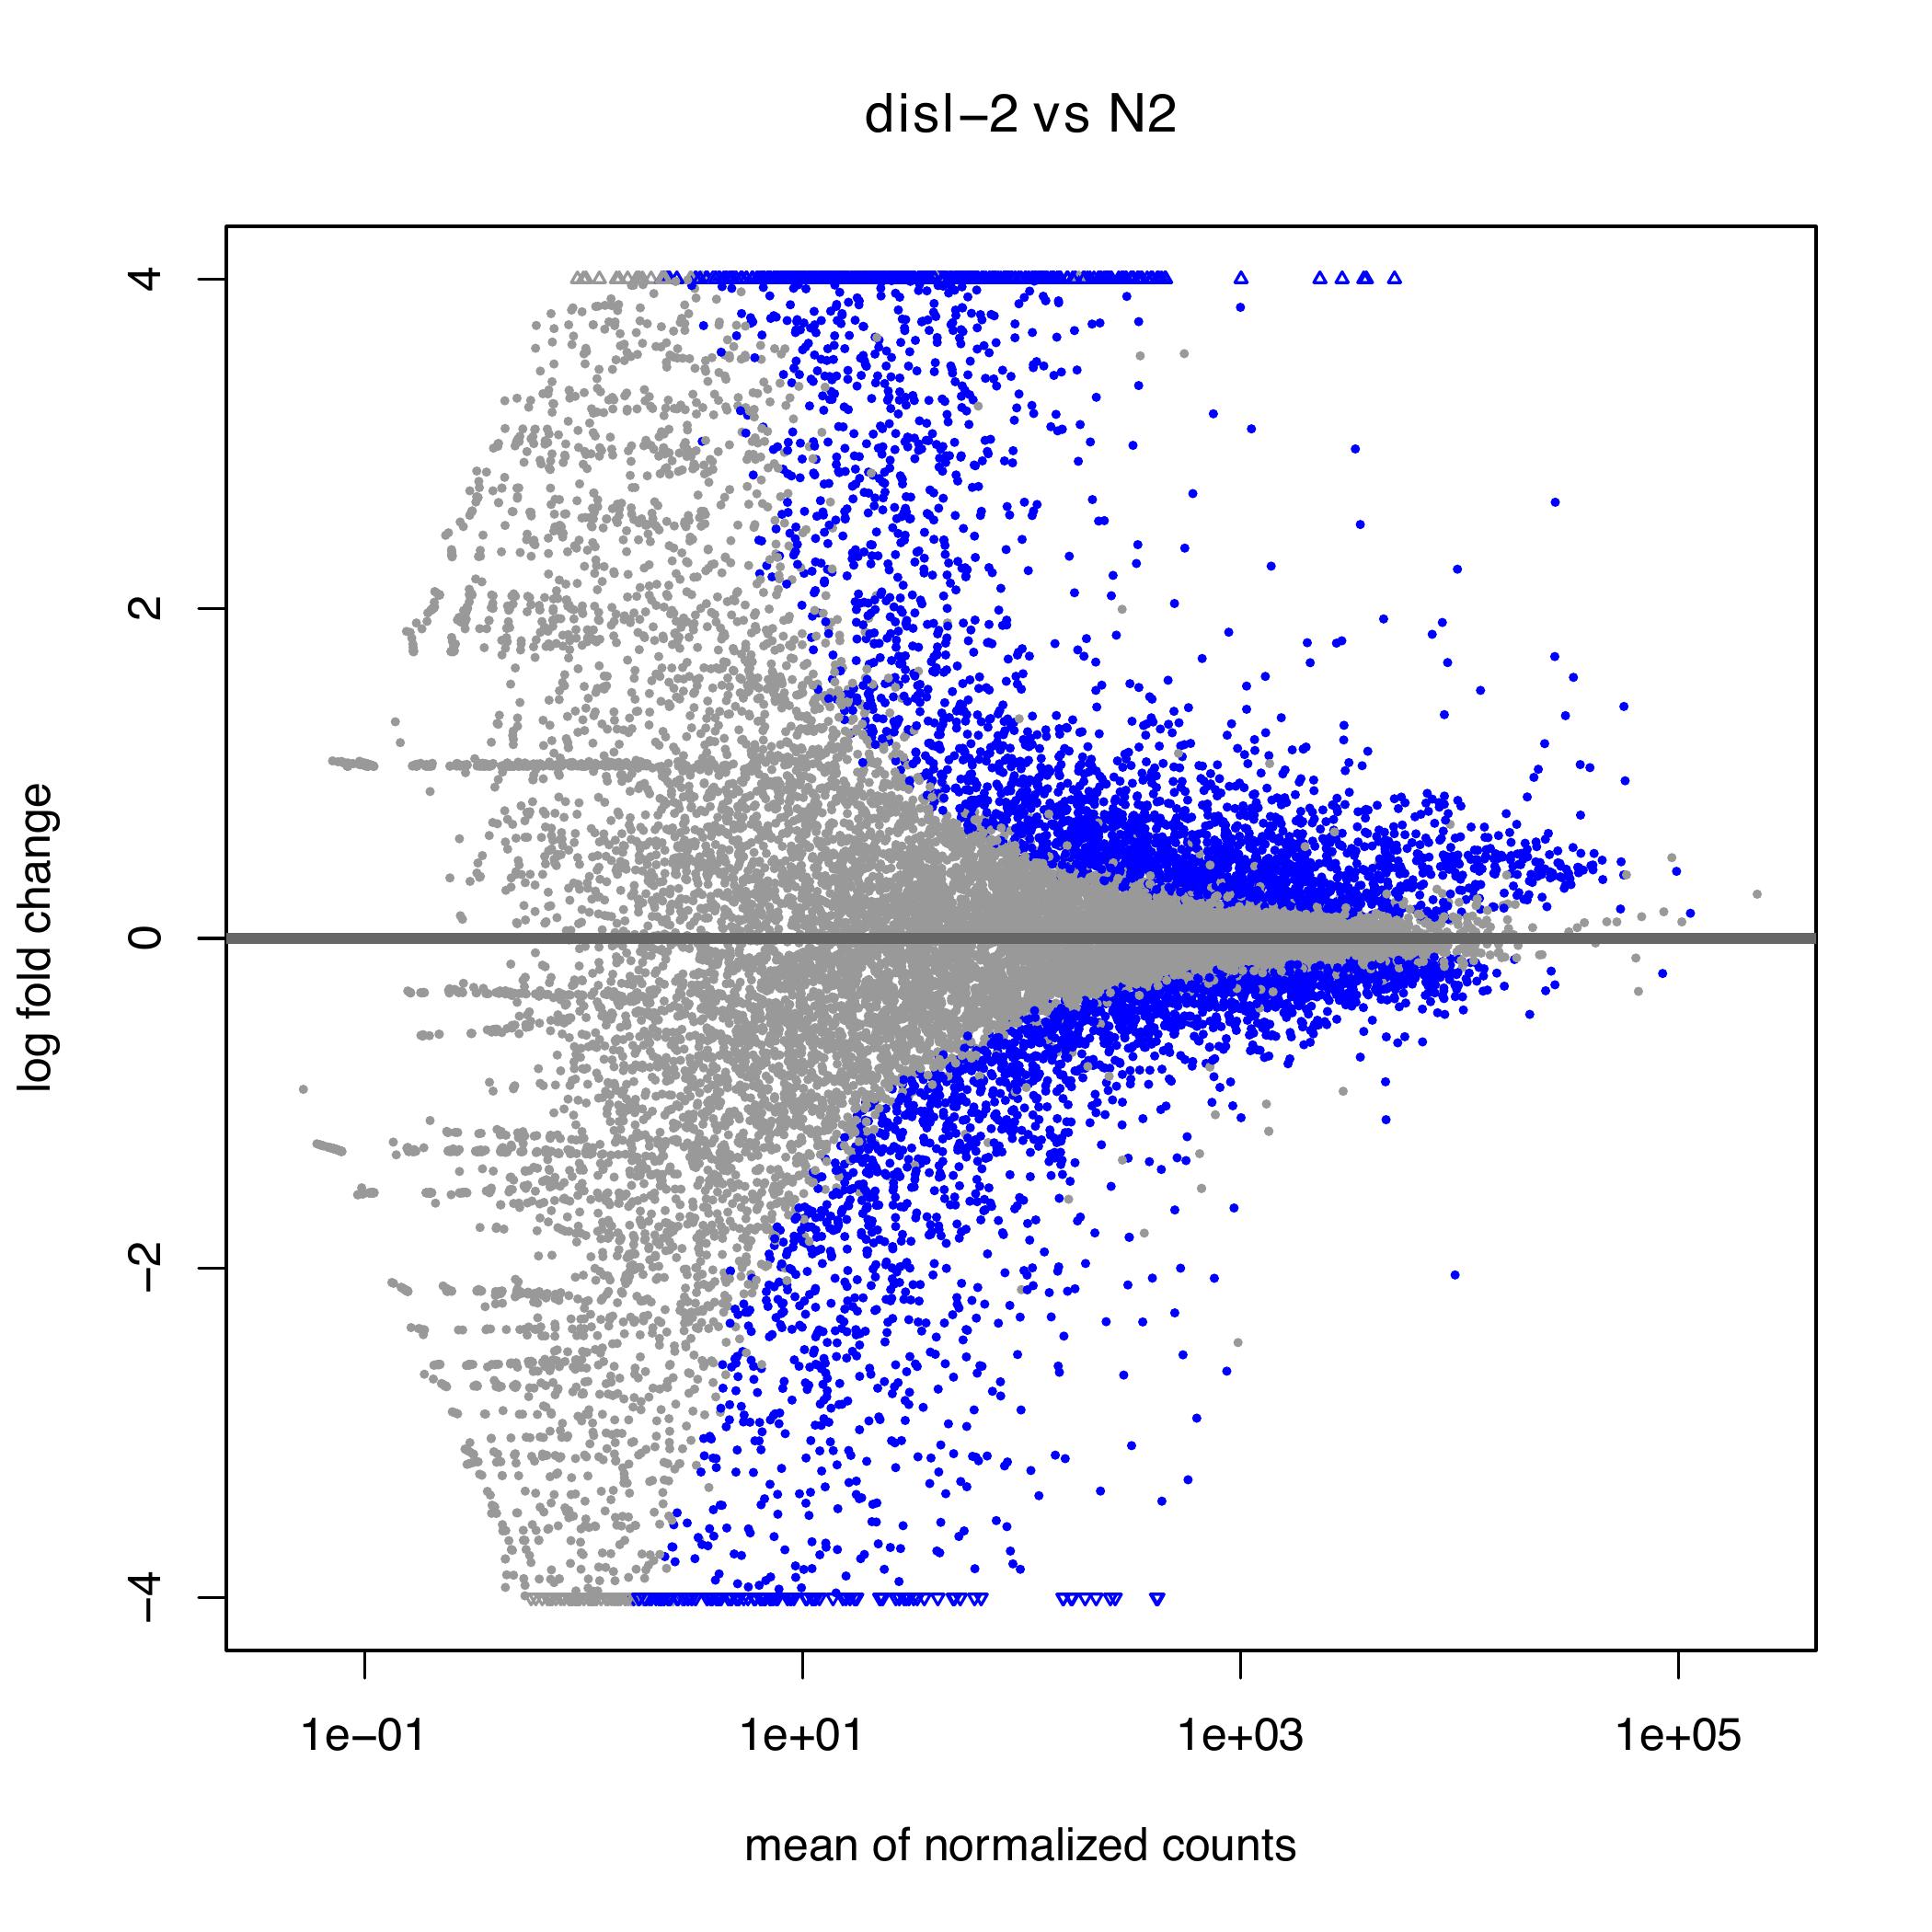 disl−2 vs N2
4
2
0
−2
−4
log fold change
1e−01 1e+01 1e+03 1e+05
mean of normalized counts